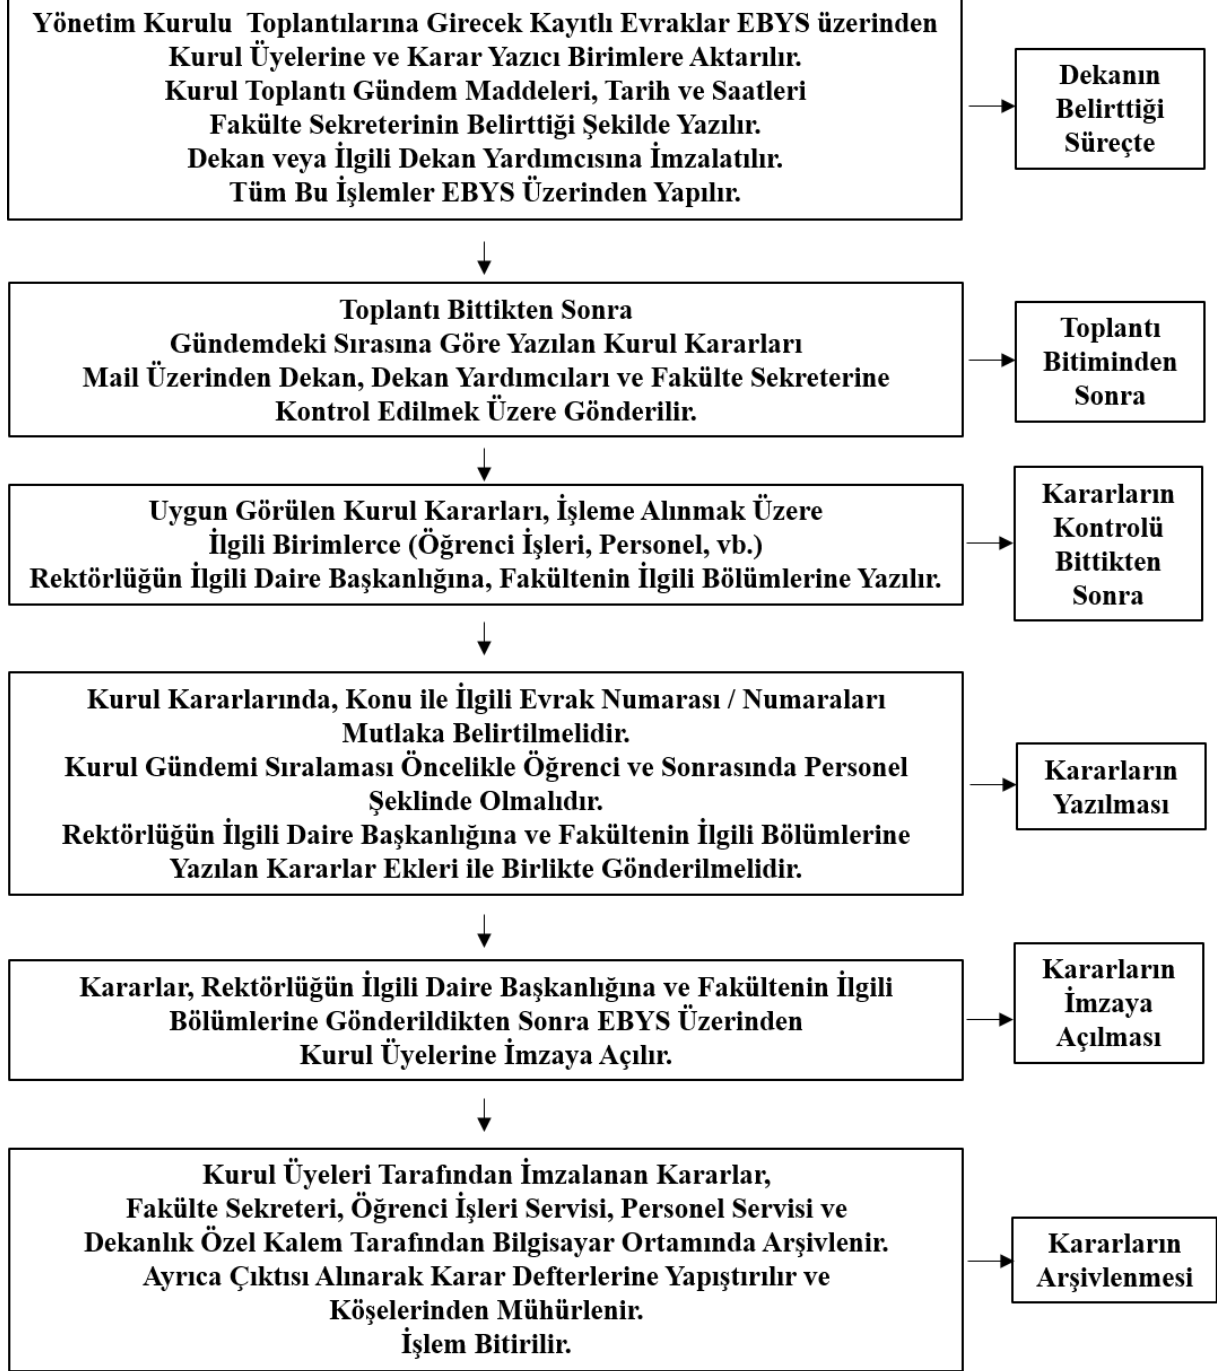 Yönetim Kurulu Toplantılarına Girecek Kayıtlı Evraklar EBYS üzerinden
Kurul Üyelerine ve Karar Yazıcı Birimlere Aktarılır.
Kurul Toplantı Gündem Maddeleri, Tarih ve Saatleri
Fakülte Sekreterinin Belirttiği Şekilde Yazılır.
Dekan veya İlgili Dekan Yardımcısına İmzalatılır.
Tüm Bu İşlemler EBYS Üzerinden Yapılır.
Dekanın
Belirttiği
Süreçte
Toplantı Bittikten Sonra
Gündemdeki Sırasına Göre Yazılan Kurul Kararları
Mail Üzerinden Dekan, Dekan Yardımcıları ve Fakülte Sekreterine
Kontrol Edilmek Üzere Gönderilir.
Toplantı
Bitiminden
Sonra
Uygun Görülen Kurul Kararları, İşleme Alınmak Üzere
İlgili Birimlerce (Öğrenci İşleri, Personel, vb.)
Rektörlüğün İlgili Daire Başkanlığına, Fakültenin İlgili Bölümlerine Yazılır.
Kararların
Kontrolü
Bittikten
Sonra
Kurul Kararlarında, Konu ile İlgili Evrak Numarası / Numaraları
Mutlaka Belirtilmelidir.
Kurul Gündemi Sıralaması Öncelikle Öğrenci ve Sonrasında Personel
Şeklinde Olmalıdır.
Rektörlüğün İlgili Daire Başkanlığına ve Fakültenin İlgili Bölümlerine
Yazılan Kararlar Ekleri ile Birlikte Gönderilmelidir.
Kararların
Yazılması
Kararlar, Rektörlüğün İlgili Daire Başkanlığına ve Fakültenin İlgili
Bölümlerine Gönderildikten Sonra EBYS Üzerinden
Kurul Üyelerine İmzaya Açılır.
Kararların
İmzaya
Açılması
Kurul Üyeleri Tarafından İmzalanan Kararlar,
Fakülte Sekreteri, Öğrenci İşleri Servisi, Personel Servisi ve
Dekanlık Özel Kalem Tarafından Bilgisayar Ortamında Arşivlenir.
Ayrıca Çıktısı Alınarak Karar Defterlerine Yapıştırılır ve
Köşelerinden Mühürlenir.
İşlem Bitirilir.
Kararların
Arşivlenmesi